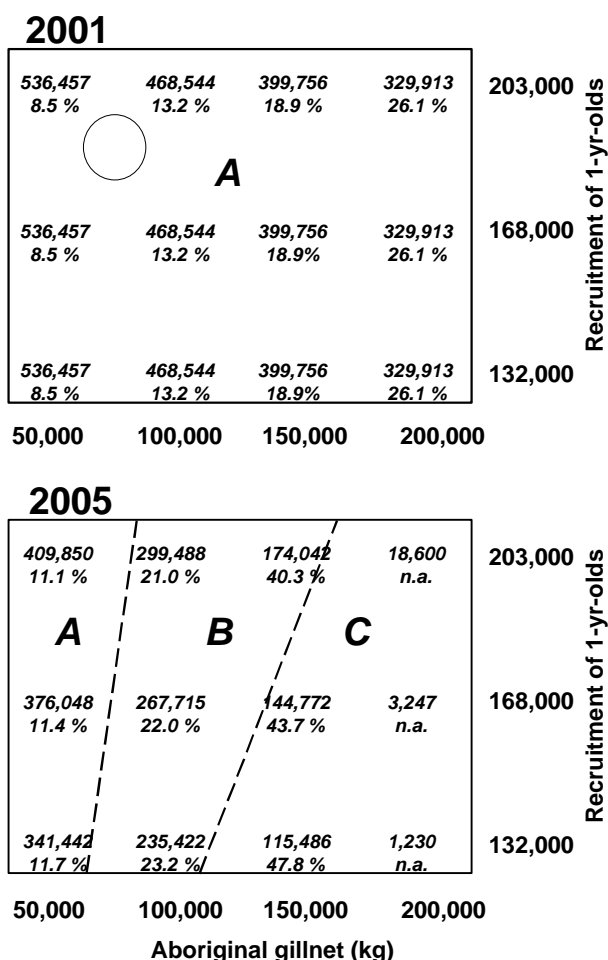 2001
536,457 468,544 399,756 329,913 203,000
8.5 % 13.2 % 18.9 % 26.1 %
A
536,457 468,544 399,756 329,913 168,000
8.5 % 13.2 % 18.9% 26.1 %
536,457 468,544 399,756 329,913 132,000
8.5 % 13.2 % 18.9% 26.1 %
50,000 100,000 150,000 200,000
Recruitment of 1-yr-olds
2005
409,850 299,488 174,042 18,600 203,000
11.1 % 21.0 % 40.3 % n.a.
A B C
376,048 267,715 144,772 3,247 168,000
11.4 % 22.0 % 43.7 % n.a.
341,442 235,422 115,486 1,230 132,000
11.7 % 23.2 % 47.8 % n.a.
50,000 100,000 150,000 200,000
Recruitment of 1-yr-olds
Aboriginal gillnet (kg)